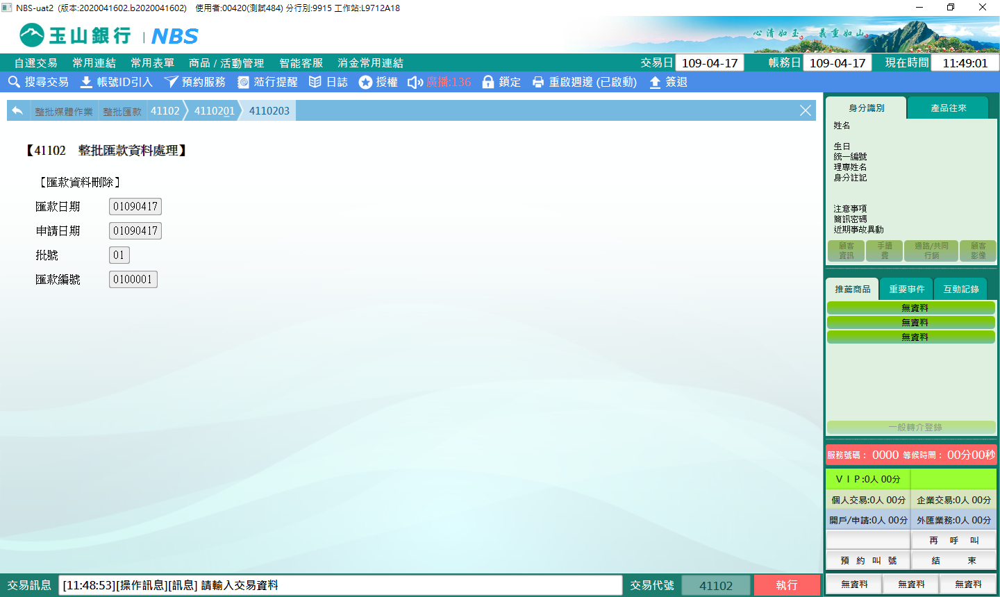 NBS-uat2 (版本:2020041602.b2020041602) 使用者:00420(測試484) 分行別:9915 工作站:L9712A18
玉山銀行 | NBS
心清如玉。 義重如山。
自選交易 常用連結 常用表單 商品 / 活動管理 智能客服 消金常用連結 交易日 109-04-17 帳務日 109-04-17 現在時間 11:49:01
搜尋交易 帳號ID引入 預約服務 蒞行提醒 日誌 授權 廣播:136 鎖定 重啟週邊 (已啟動) 簽退
整批媒體作業 整批匯款 41102 4110201 4110203
【41102 整批匯款資料處理】
【匯款資料刪除】
匯款日期 01090417
申請日期 01090417
批號 01
匯款編號 0100001
身分識別 產品往來
姓名
生日
統一編號
理專姓名
身分註記
注意事項
簡訊密碼
近期事故異動
顧客資訊 手續費 通路/共同行銷 顧客影像
推薦商品 重要事件 互動記錄
無資料
無資料
無資料
一般轉介登錄
服務號碼: 0000 等候時間: 00分00秒
VIP:0人 00分
個人交易:0人 00分 企業交易:0人 00分
開戶/申請:0人 00分 外匯業務:0人 00分
再 呼 叫
預 約 叫 號 結 束
無資料 無資料 無資料
交易訊息 [11:48:53][操作訊息][訊息] 請輸入交易資料 交易代號 41102 執行